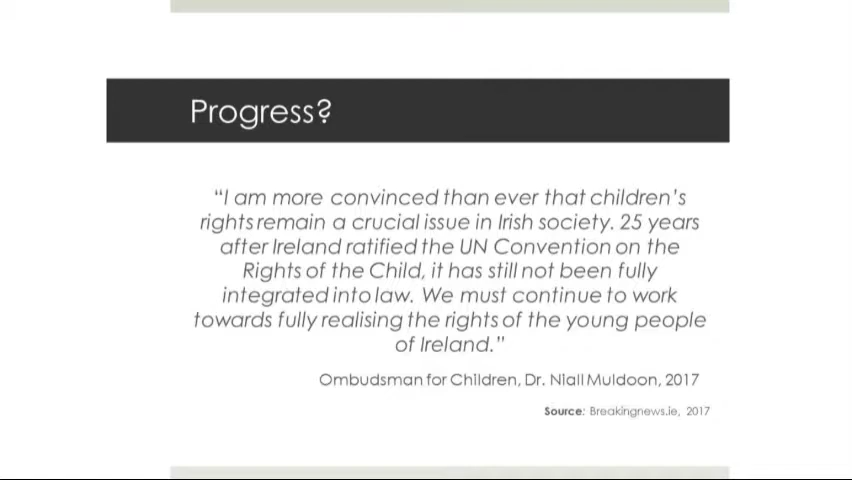 Progress?
“I am more convinced than ever that children’s
rights remain a crucial issue in Irish society. 25 years
after Ireland ratified the UN Convention on the
Rights of the Child, it has still not been fully
integrated into law. We must continue to work
towards fully realising the rights of the young people
of Ireland.”
Ombudsman for Children, Dr. Niall Muldoon, 2017
Source: Breakingnews.ie, 2017